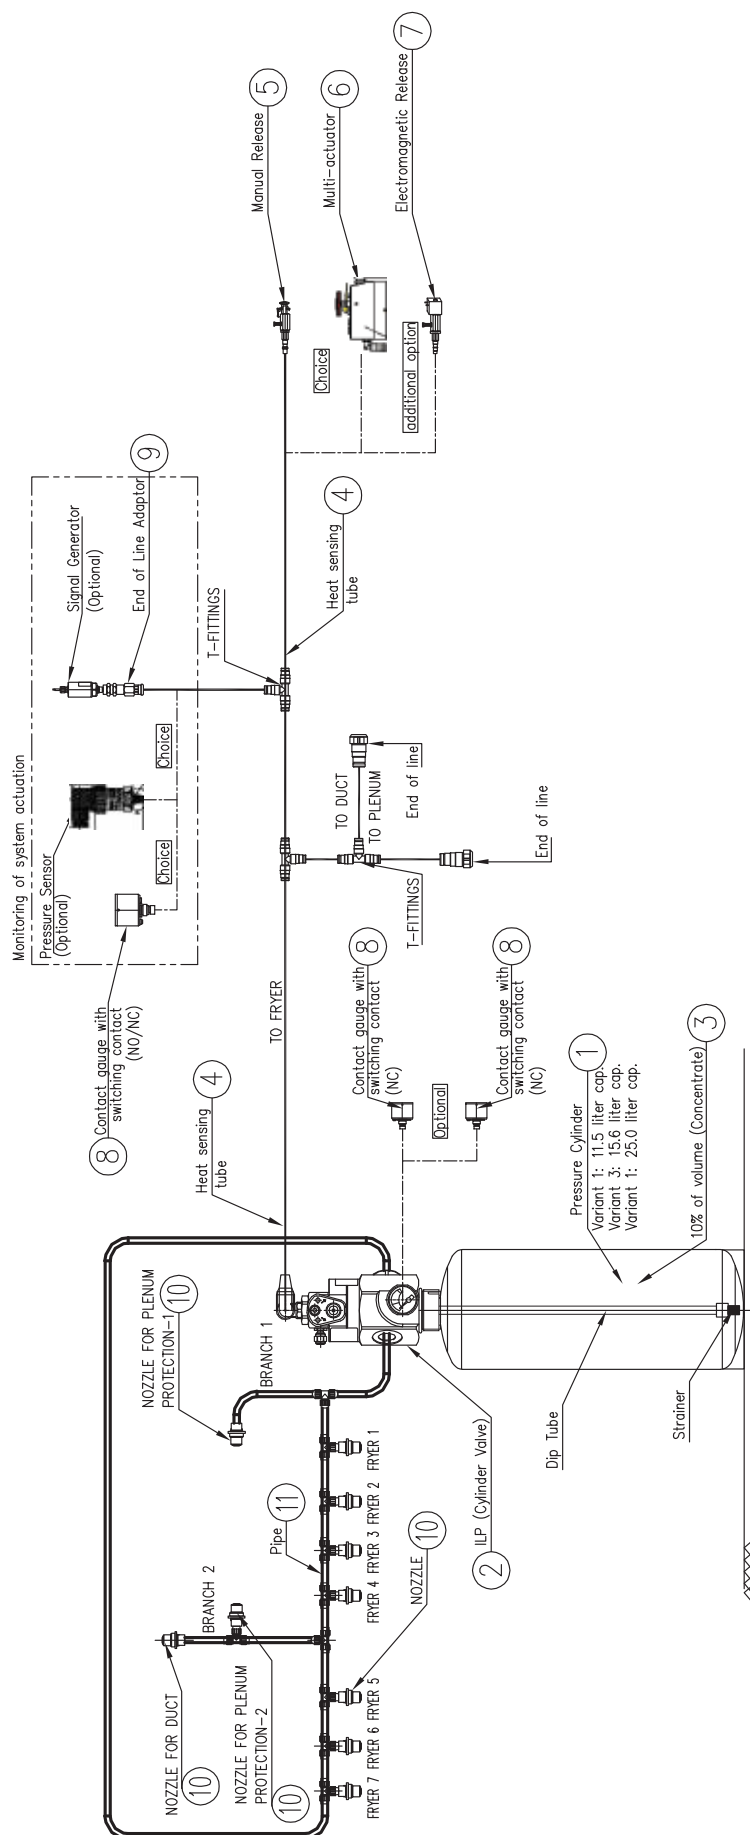 5
Manual Release
6
Multi-actuator
7
Electromagnetic Release
Choice
additional option
Monitoring of system actuation
Signal Generator
(Optional)
End of Line Adaptor
9
Pressure Sensor
(Optional)
Choice
Choice
T-FITTINGS
Heat sensing
tube
4
8
Contact gauge with
switching contact
(NO/NC)
TO FRYER
TO DUCT
TO PLENUM
End of line
End of line
T-FITTINGS
Heat sensing
tube
4
Contact gauge with
switching contact
(NC)
8
Optional
Contact gauge with
switching contact
(NC)
8
Pressure Cylinder
1
Variant 1: 11.5 liter cap.
Variant 3: 15.6 liter cap.
Variant 1: 25.0 liter cap.
10% of volume (Concentrate)
3
NOZZLE FOR PLENUM
PROTECTION-1
10
BRANCH 1
Dip Tube
Strainer
2
ILP (Cylinder Valve)
Pipe
11
NOZZLE
10
BRANCH 2
NOZZLE FOR DUCT
10
NOZZLE FOR PLENUM
PROTECTION-2
10
FRYER 7 FRYER 6 FRYER 5
FRYER 4 FRYER 3 FRYER 2
FRYER 1